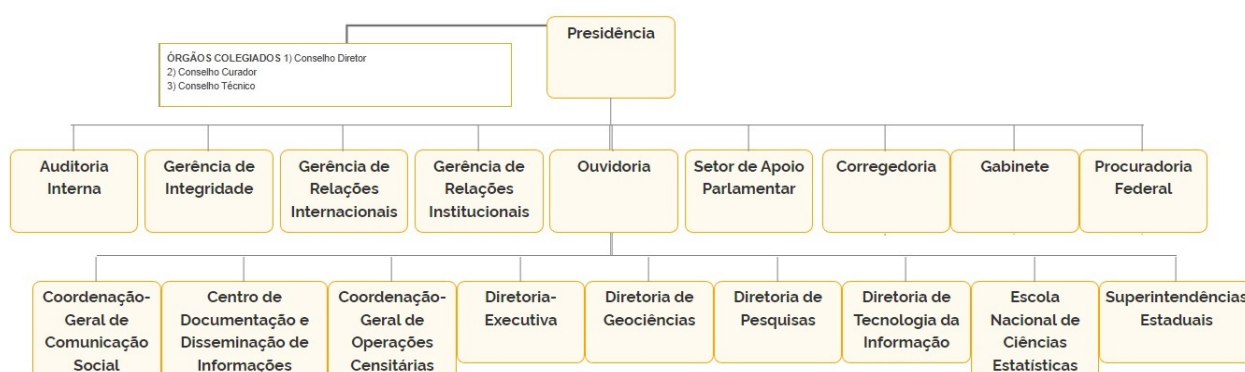 Presidência
ÓRGÃOS COLEGIADOS 1) Conselho Diretor
2) Conselho Curador
3) Conselho Técnico
Auditoria
Interna
Gerência de
Integridade
Gerência de
Relações
Internacionais
Gerência de
Relações
Institucionais
Ouvidoria
Setor de Apoio
Parlamentar
Corregedoria
Gabinete
Procuradoria
Federal
Coordenação-
Geral de
Comunicação
Social
Centro de
Documentação e
Disseminação de
Informações
Coordenação-
Geral de
Operações
Censitárias
Diretoria-
Executiva
Diretoria de
Geociências
Diretoria de
Pesquisas
Diretoria de
Tecnologia da
Informação
Escola
Nacional de
Ciências
Estatísticas
Superintendências
Estaduais